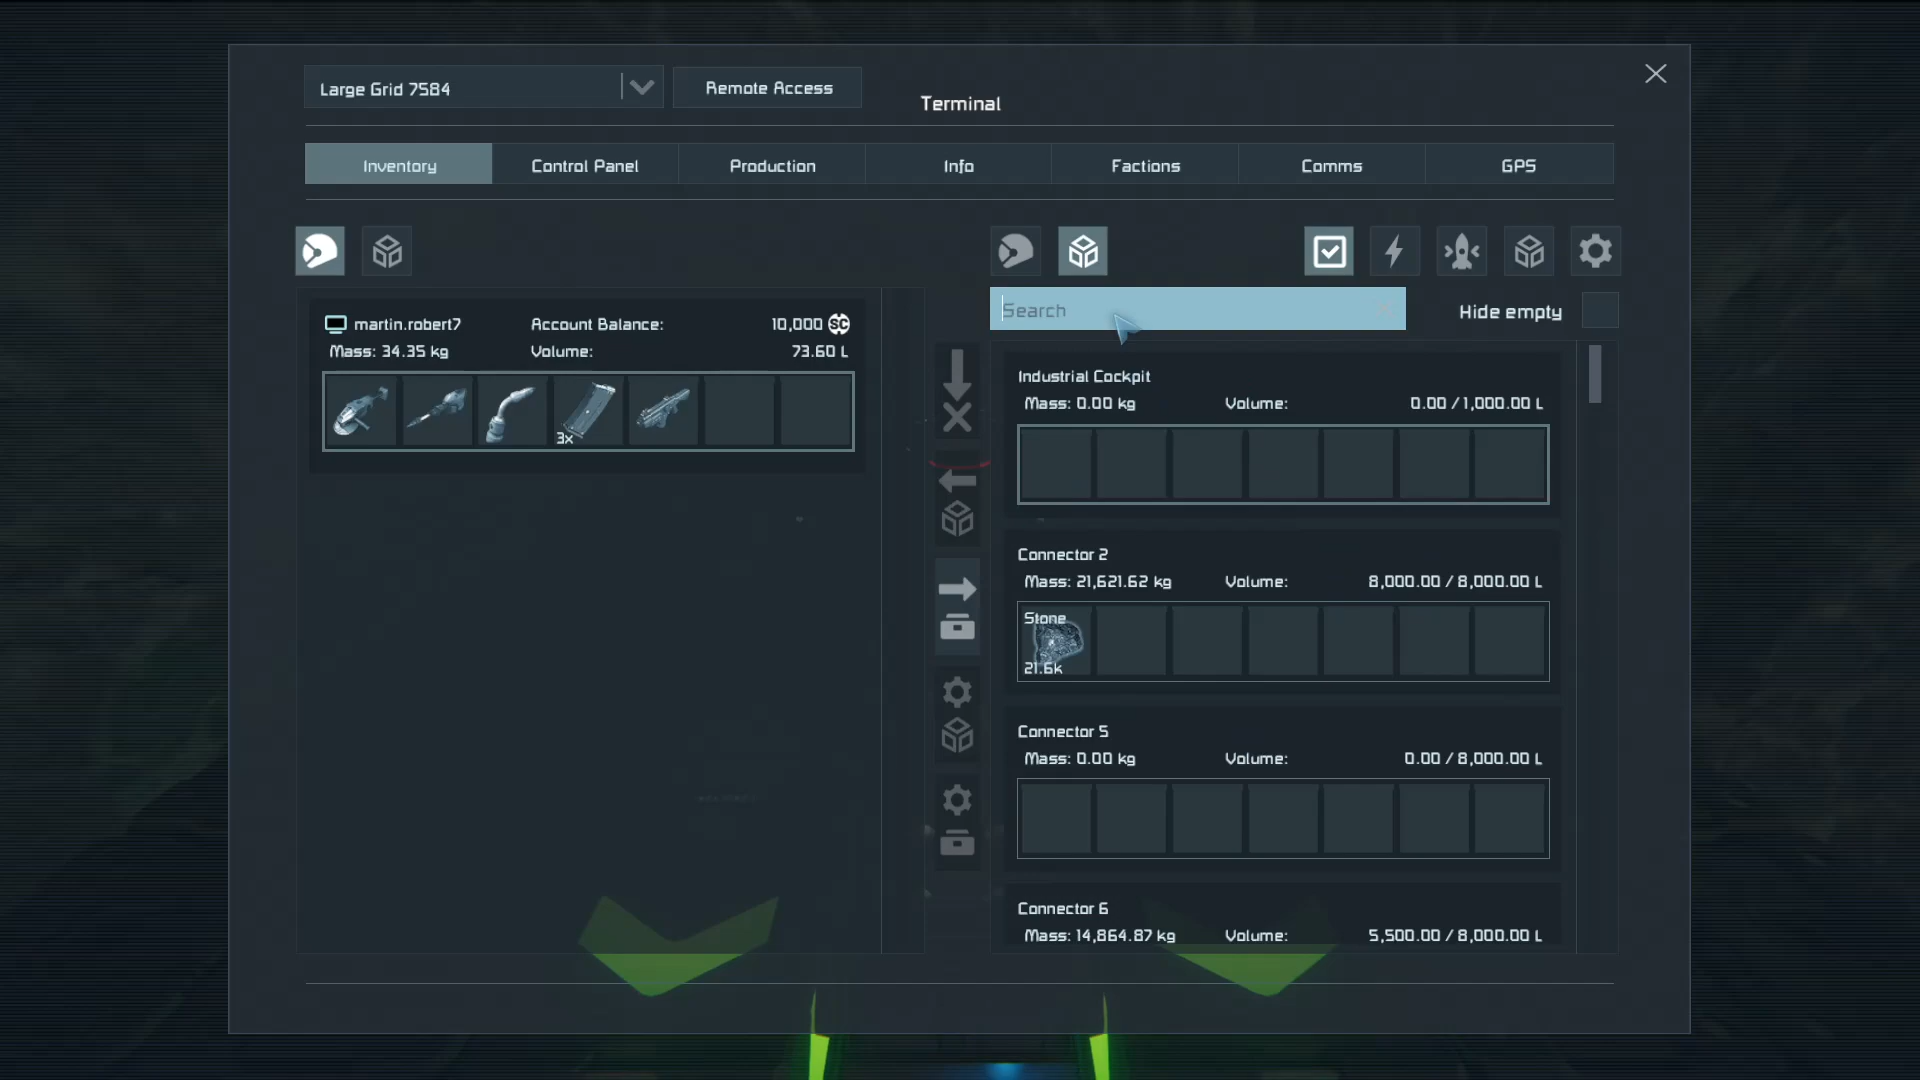 Large Grid 7584
Remote Access
Terminal
Inventory
Control Panel
Production
Info
Factions
Comms
GPS
Search
Hide empty
martin.robert7
Account Balance:
10,000 SC
Mass: 34.35 kg
Volume:
73.60 L
3x
Industrial Cockpit
Mass: 0.00 kg
Volume:
0.00 / 1,000.00 L
Connector 2
Mass: 21,621.62 kg
Volume:
8,000.00 / 8,000.00 L
Stone
21.6k
Connector 5
Mass: 0.00 kg
Volume:
0.00 / 8,000.00 L
Connector 6
Mass: 14,864.87 kg
Volume:
5,500.00 / 8,000.00 L